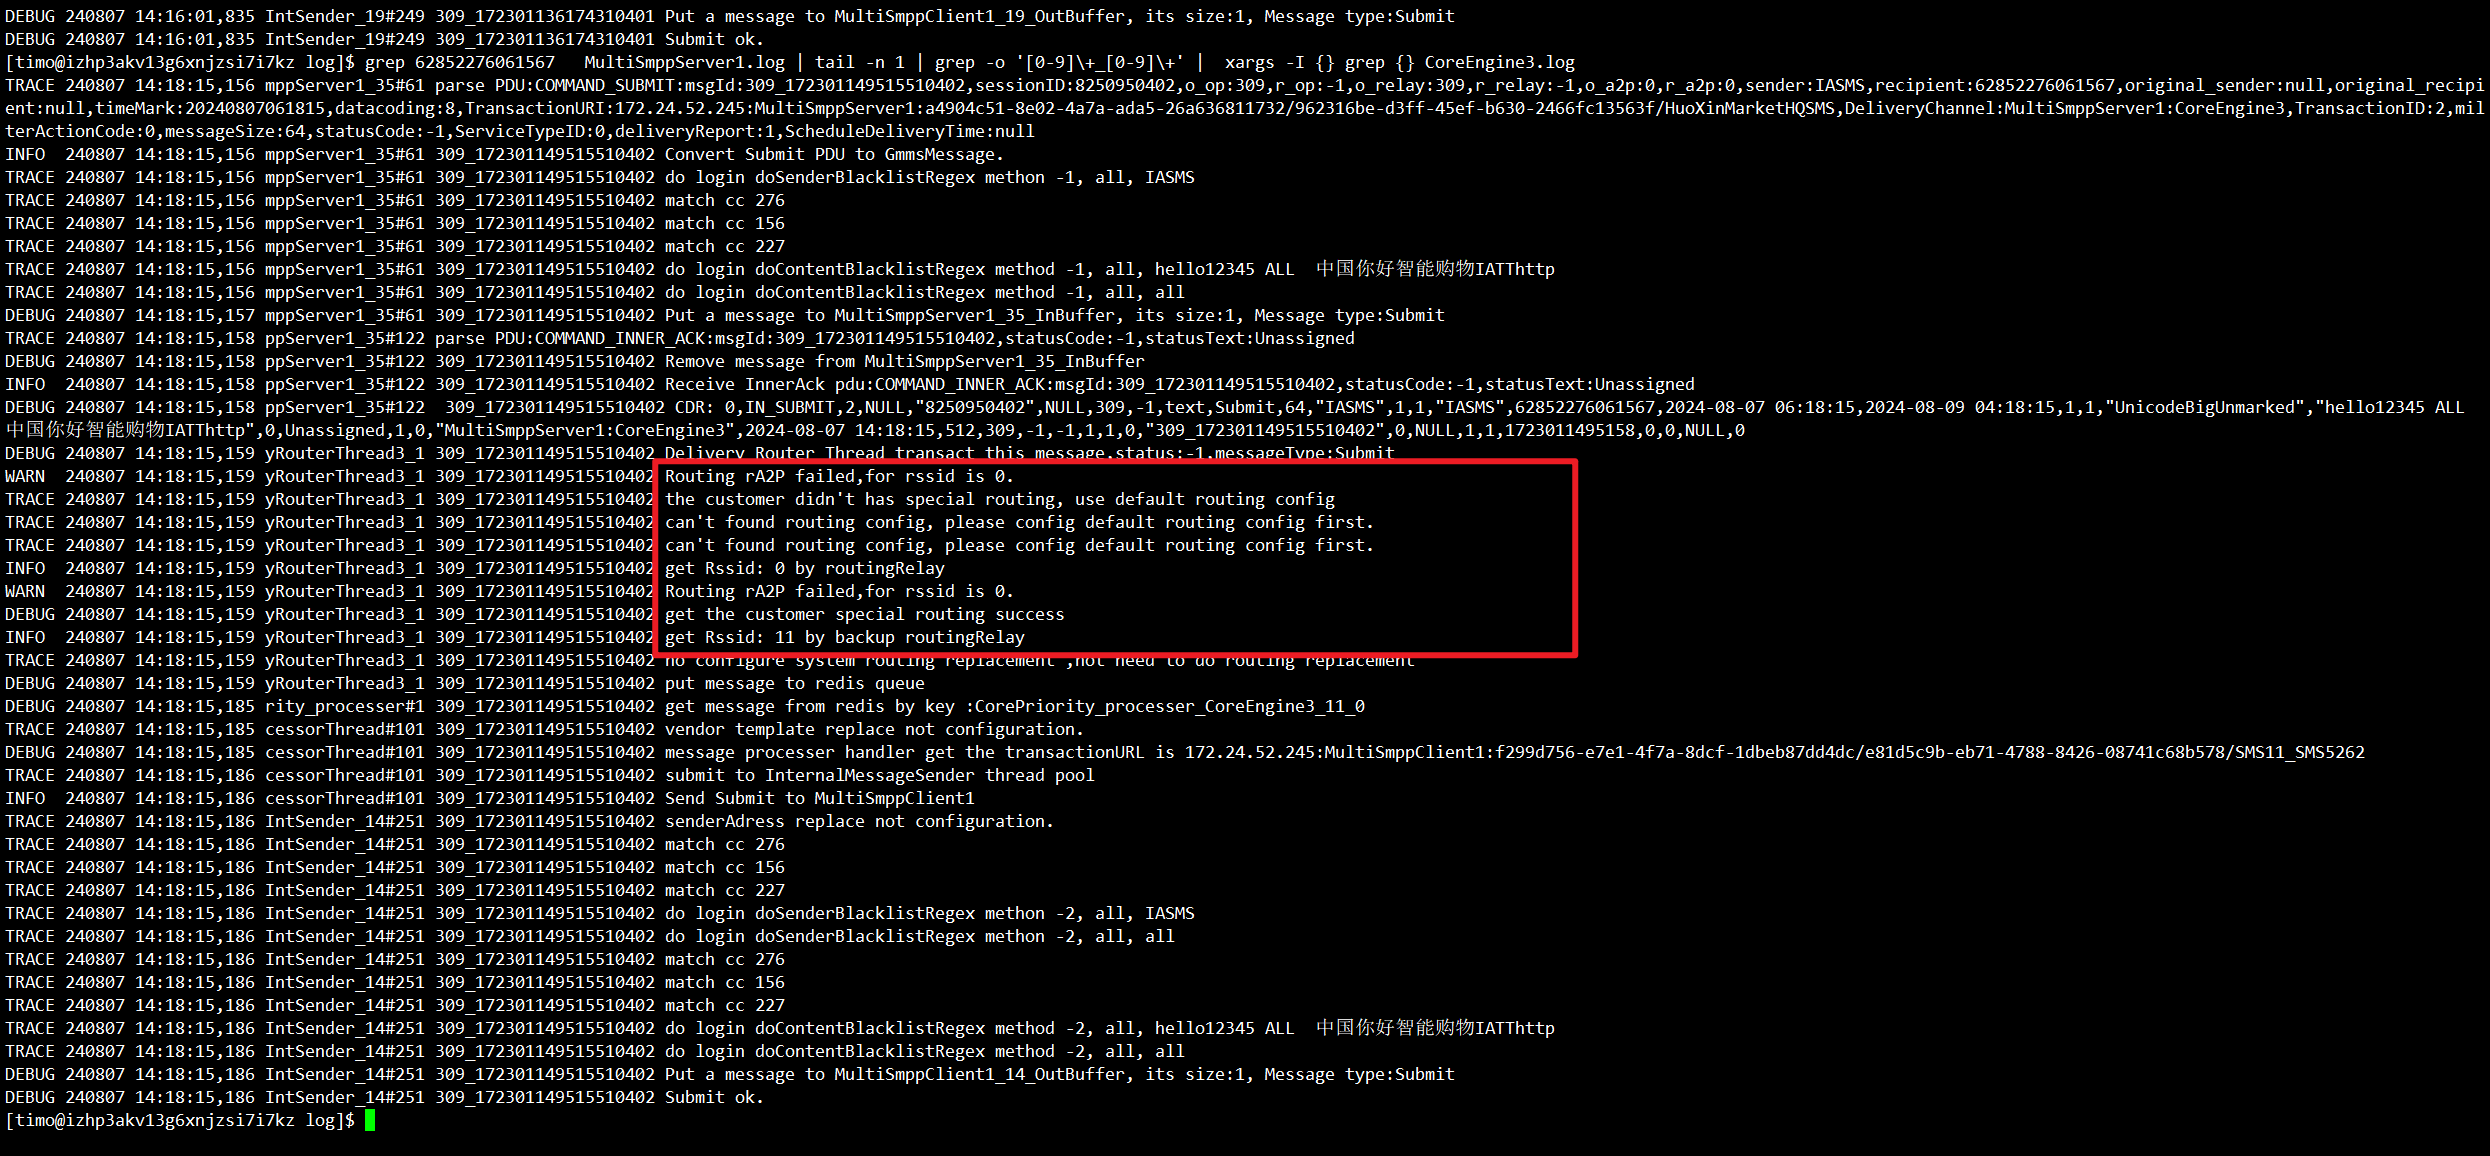 DEBUG 240807 14:16:01,835 IntSender_19#249 309_172301136174310401 Put a message to MultiSmppClient1_19_OutBuffer, its size:1, Message type:Submit
DEBUG 240807 14:16:01,835 IntSender_19#249 309_172301136174310401 Submit ok.
[timo@izhp3akv13g6xnjzsi7i7kz log]$ grep 62852276061567   MultiSmppServer1.log | tail -n 1 | grep -o '[0-9]\+_[0-9]\+' |  xargs -I {} grep {} CoreEngine3.log
TRACE 240807 14:18:15,156 mppServer1_35#61 parse PDU:COMMAND_SUBMIT:msgId:309_172301149515510402,sessionID:8250950402,o_op:309,r_op:-1,o_relay:309,r_relay:-1,o_a2p:0,r_a2p:0,sender:IASMS,recipient:62852276061567,original_sender:null,original_recipi
ent:null,timeMark:20240807061815,datacoding:8,TransactionURI:172.24.52.245:MultiSmppServer1:a4904c51-8e02-4a7a-ada5-26a636811732/962316be-d3ff-45ef-b630-2466fc13563f/HuoXinMarketHQSMS,DeliveryChannel:MultiSmppServer1:CoreEngine3,TransactionID:2,mil
terActionCode:0,messageSize:64,statusCode:-1,ServiceTypeID:0,deliveryReport:1,ScheduleDeliveryTime:null
INFO  240807 14:18:15,156 mppServer1_35#61 309_172301149515510402 Convert Submit PDU to GmmsMessage.
TRACE 240807 14:18:15,156 mppServer1_35#61 309_172301149515510402 do login doSenderBlacklistRegex methon -1, all, IASMS
TRACE 240807 14:18:15,156 mppServer1_35#61 309_172301149515510402 match cc 276
TRACE 240807 14:18:15,156 mppServer1_35#61 309_172301149515510402 match cc 156
TRACE 240807 14:18:15,156 mppServer1_35#61 309_172301149515510402 match cc 227
TRACE 240807 14:18:15,156 mppServer1_35#61 309_172301149515510402 do login doContentBlacklistRegex method -1, all, hello12345 ALL  中国你好智能购物IATThttp
TRACE 240807 14:18:15,156 mppServer1_35#61 309_172301149515510402 do login doContentBlacklistRegex method -1, all, all
DEBUG 240807 14:18:15,157 mppServer1_35#61 309_172301149515510402 Put a message to MultiSmppServer1_35_InBuffer, its size:1, Message type:Submit
TRACE 240807 14:18:15,158 ppServer1_35#122 parse PDU:COMMAND_INNER_ACK:msgId:309_172301149515510402,statusCode:-1,statusText:Unassigned
DEBUG 240807 14:18:15,158 ppServer1_35#122 309_172301149515510402 Remove message from MultiSmppServer1_35_InBuffer
INFO  240807 14:18:15,158 ppServer1_35#122 309_172301149515510402 Receive InnerAck pdu:COMMAND_INNER_ACK:msgId:309_172301149515510402,statusCode:-1,statusText:Unassigned
DEBUG 240807 14:18:15,158 ppServer1_35#122  309_172301149515510402 CDR: 0,IN_SUBMIT,2,NULL,"8250950402",NULL,309,-1,text,Submit,64,"IASMS",1,1,"IASMS",62852276061567,2024-08-07 06:18:15,2024-08-09 04:18:15,1,1,"UnicodeBigUnmarked","hello12345 ALL
中国你好智能购物IATThttp",0,Unassigned,1,0,"MultiSmppServer1:CoreEngine3",2024-08-07 14:18:15,512,309,-1,-1,1,1,0,"309_172301149515510402",0,NULL,1,1,1723011495158,0,0,NULL,0
DEBUG 240807 14:18:15,159 yRouterThread3_1 309_172301149515510402 Delivery Router Thread transact this message,status:-1,messageType:Submit
WARN  240807 14:18:15,159 yRouterThread3_1 309_172301149515510402 Routing rA2P failed,for rssid is 0.
TRACE 240807 14:18:15,159 yRouterThread3_1 309_172301149515510402 the customer didn't has special routing, use default routing config
TRACE 240807 14:18:15,159 yRouterThread3_1 309_172301149515510402 can't found routing config, please config default routing config first.
TRACE 240807 14:18:15,159 yRouterThread3_1 309_172301149515510402 can't found routing config, please config default routing config first.
INFO  240807 14:18:15,159 yRouterThread3_1 309_172301149515510402 get Rssid: 0 by routingRelay
WARN  240807 14:18:15,159 yRouterThread3_1 309_172301149515510402 Routing rA2P failed,for rssid is 0.
DEBUG 240807 14:18:15,159 yRouterThread3_1 309_172301149515510402 get the customer special routing success
INFO  240807 14:18:15,159 yRouterThread3_1 309_172301149515510402 get Rssid: 11 by backup routingRelay
TRACE 240807 14:18:15,159 yRouterThread3_1 309_172301149515510402 no configure system routing replacement ,not need to do routing replacement
DEBUG 240807 14:18:15,159 yRouterThread3_1 309_172301149515510402 put message to redis queue
DEBUG 240807 14:18:15,185 rity_processer#1 309_172301149515510402 get message from redis by key :CorePriority_processer_CoreEngine3_11_0
TRACE 240807 14:18:15,185 cessorThread#101 309_172301149515510402 vendor template replace not configuration.
DEBUG 240807 14:18:15,185 cessorThread#101 309_172301149515510402 message processer handler get the transactionURL is 172.24.52.245:MultiSmppClient1:f299d756-e7e1-4f7a-8dcf-1dbeb87dd4dc/e81d5c9b-eb71-4788-8426-08741c68b578/SMS11_SMS5262
TRACE 240807 14:18:15,186 cessorThread#101 309_172301149515510402 submit to InternalMessageSender thread pool
INFO  240807 14:18:15,186 cessorThread#101 309_172301149515510402 Send Submit to MultiSmppClient1
TRACE 240807 14:18:15,186 IntSender_14#251 309_172301149515510402 senderAdress replace not configuration.
TRACE 240807 14:18:15,186 IntSender_14#251 309_172301149515510402 match cc 276
TRACE 240807 14:18:15,186 IntSender_14#251 309_172301149515510402 match cc 156
TRACE 240807 14:18:15,186 IntSender_14#251 309_172301149515510402 match cc 227
TRACE 240807 14:18:15,186 IntSender_14#251 309_172301149515510402 do login doSenderBlacklistRegex methon -2, all, IASMS
TRACE 240807 14:18:15,186 IntSender_14#251 309_172301149515510402 do login doSenderBlacklistRegex methon -2, all, all
TRACE 240807 14:18:15,186 IntSender_14#251 309_172301149515510402 match cc 276
TRACE 240807 14:18:15,186 IntSender_14#251 309_172301149515510402 match cc 156
TRACE 240807 14:18:15,186 IntSender_14#251 309_172301149515510402 match cc 227
TRACE 240807 14:18:15,186 IntSender_14#251 309_172301149515510402 do login doContentBlacklistRegex method -2, all, hello12345 ALL  中国你好智能购物IATThttp
TRACE 240807 14:18:15,186 IntSender_14#251 309_172301149515510402 do login doContentBlacklistRegex method -2, all, all
DEBUG 240807 14:18:15,186 IntSender_14#251 309_172301149515510402 Put a message to MultiSmppClient1_14_OutBuffer, its size:1, Message type:Submit
DEBUG 240807 14:18:15,186 IntSender_14#251 309_172301149515510402 Submit ok.
[timo@izhp3akv13g6xnjzsi7i7kz log]$